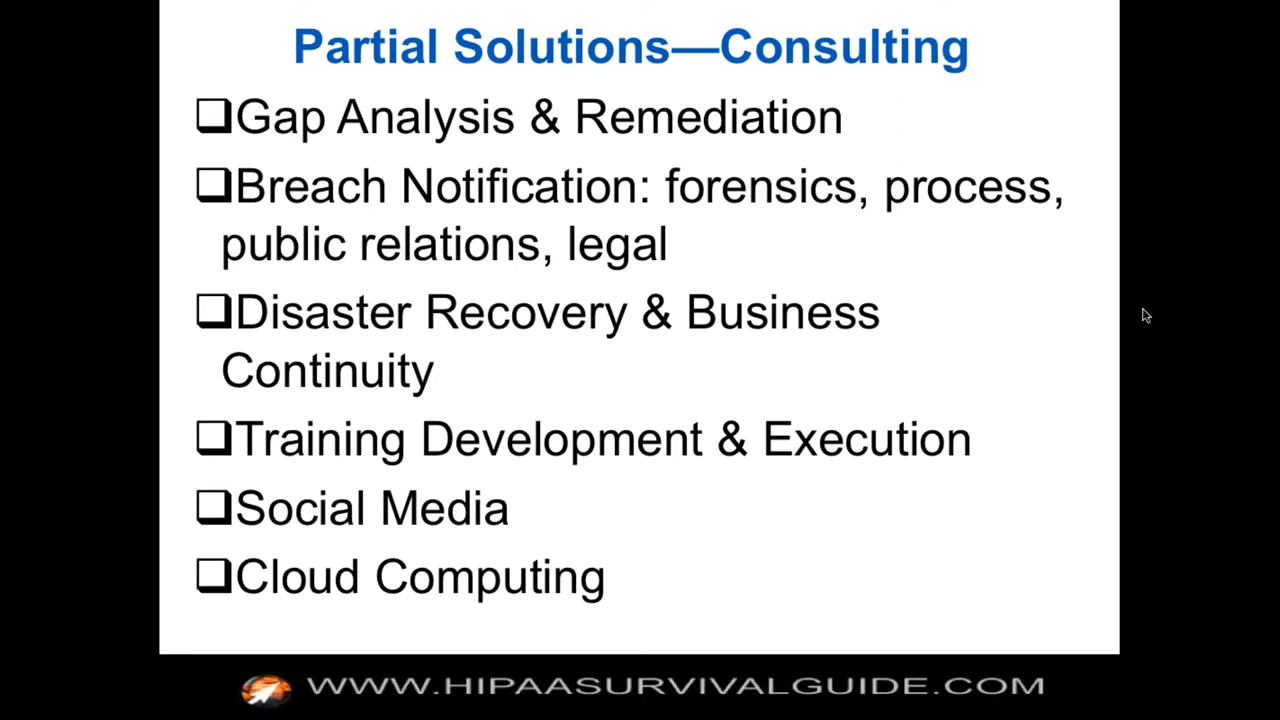 Partial Solutions—Consulting
❑Gap Analysis & Remediation
❑Breach Notification: forensics, process,
public relations, legal
❑Disaster Recovery & Business
Continuity
❑Training Development & Execution
❑Social Media
❑Cloud Computing
WWW.HIPAASURVIVALGUIDE.COM